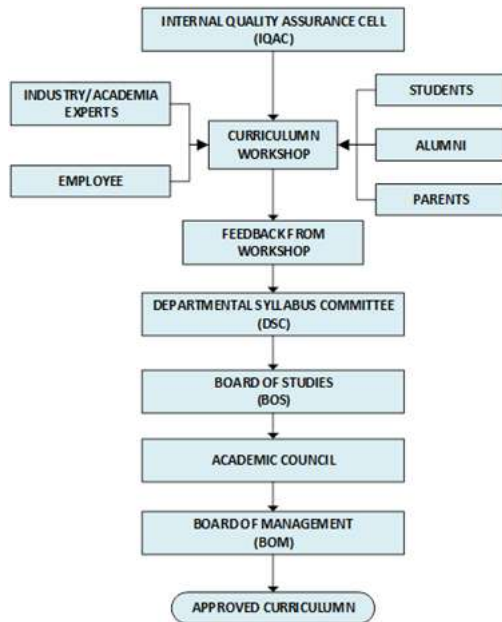 INTERNAL QUALITY ASSURANCE CELL
(IQAC)
INDUSTRY/ACADEMIA
EXPERTS
STUDENTS
CURRICULUMN
WORKSHOP
ALUMNI
EMPLOYEE
PARENTS
FEEDBACK FROM
WORKSHOP
DEPARTMENTAL SYLLABUS COMMITTEE
(DSC)
BOARD OF STUDIES
(BOS)
ACADEMIC COUNCIL
BOARD OF MANAGEMENT
(BOM)
APPROVED CURRICULUMN